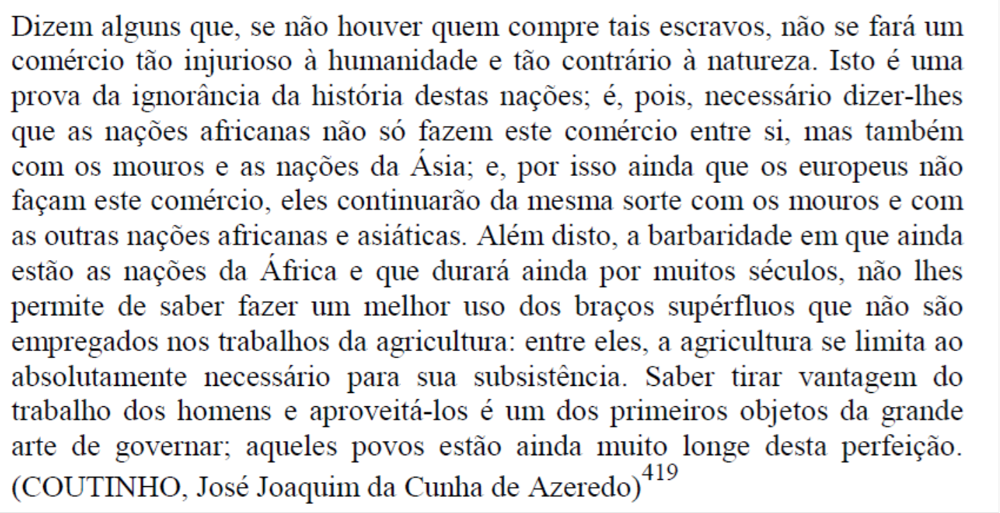 Dizem alguns que, se não houver quem compre tais escravos, não se fará um
comércio tão injurioso à humanidade e tão contrário à natureza. Isto é uma
prova da ignorância da história destas nações; é, pois, necessário dizer-lhes
que as nações africanas não só fazem este comércio entre si, mas também
com os mouros e as nações da Ásia; e, por isso ainda que os europeus não
façam este comércio, eles continuarão da mesma sorte com os mouros e com
as outras nações africanas e asiáticas. Além disto, a barbaridade em que ainda
estão as nações da África e que durará ainda por muitos séculos, não lhes
permite de saber fazer um melhor uso dos braços supérfluos que não são
empregados nos trabalhos da agricultura: entre eles, a agricultura se limita ao
absolutamente necessário para sua subsistência. Saber tirar vantagem do
trabalho dos homens e aproveitá-los é um dos primeiros objetos da grande
arte de governar; aqueles povos estão ainda muito longe desta perfeição.
(COUTINHO, José Joaquim da Cunha de Azeredo)419